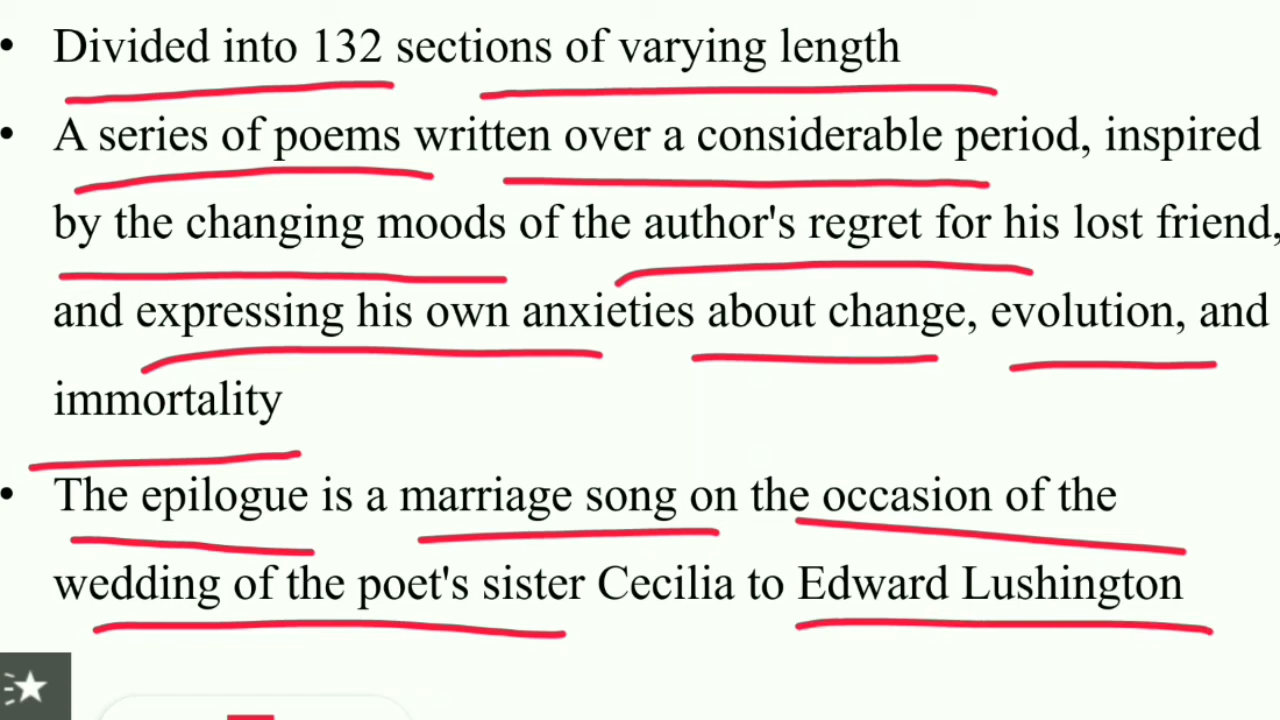 • Divided into 132 sections of varying length
• A series of poems written over a considerable period, inspired
by the changing moods of the author's regret for his lost friend,
and expressing his own anxieties about change, evolution, and
immortality
• The epilogue is a marriage song on the occasion of the
wedding of the poet's sister Cecilia to Edward Lushington